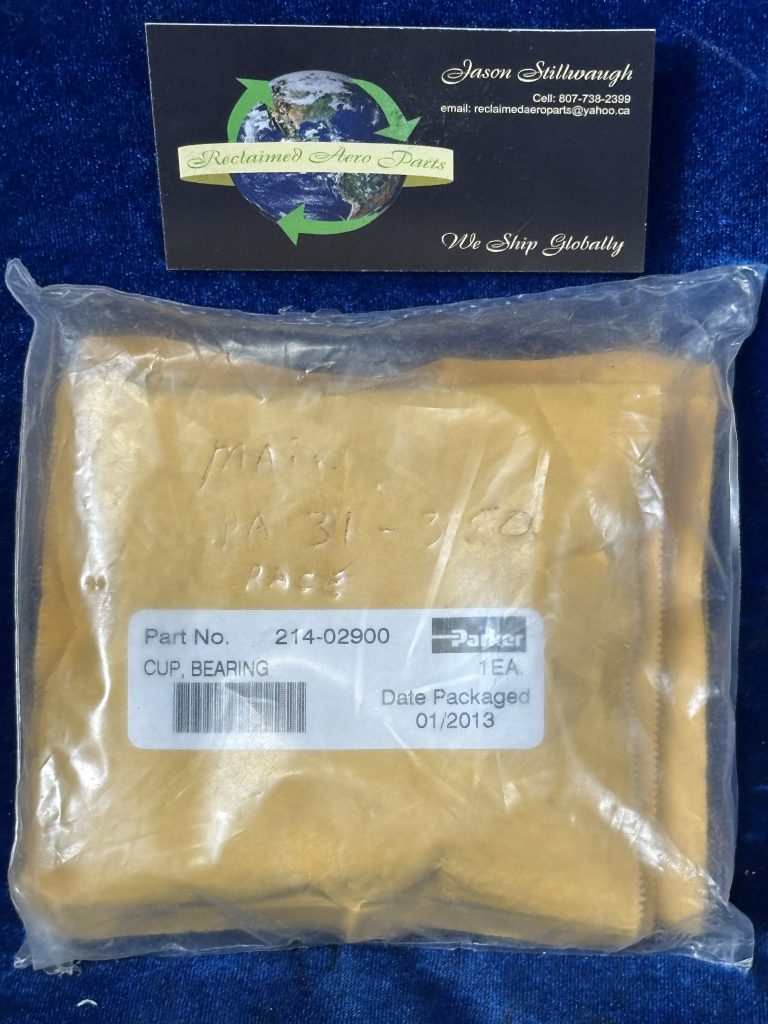 Jason Stillwaugh
Cell: 807-738-2399
email: reclaimedaeroparts@yahoo.ca
Reclaimed Aero Parts
We Ship Globally
MAIN
PA 31-350
RACE
Part No. 214-02900
Parker
CUP, BEARING
1EA.
Date Packaged
01/2013